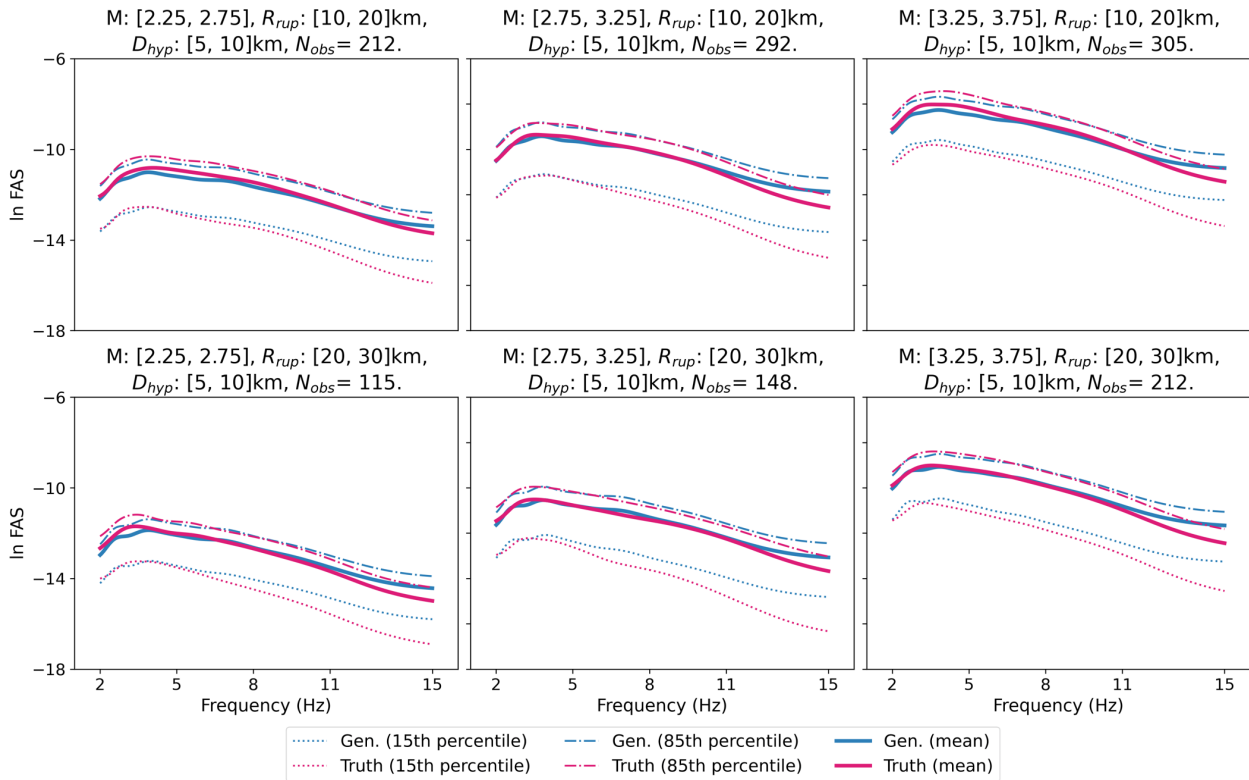 M: [2.25, 2.75], R_rup: [10, 20]km,
D_hyp: [5, 10]km, N_obs= 212.
M: [2.75, 3.25], R_rup: [10, 20]km,
D_hyp: [5, 10]km, N_obs= 292.
M: [3.25, 3.75], R_rup: [10, 20]km,
D_hyp: [5, 10]km, N_obs= 305.
−6
−10
−14
−18
ln FAS
M: [2.25, 2.75], R_rup: [20, 30]km,
D_hyp: [5, 10]km, N_obs= 115.
M: [2.75, 3.25], R_rup: [20, 30]km,
D_hyp: [5, 10]km, N_obs= 148.
M: [3.25, 3.75], R_rup: [20, 30]km,
D_hyp: [5, 10]km, N_obs= 212.
−6
−10
−14
−18
ln FAS
2 5 8 11 15
Frequency (Hz)
2 5 8 11 15
Frequency (Hz)
2 5 8 11 15
Frequency (Hz)
Gen. (15th percentile)
Truth (15th percentile)
Gen. (85th percentile)
Truth (85th percentile)
Gen. (mean)
Truth (mean)